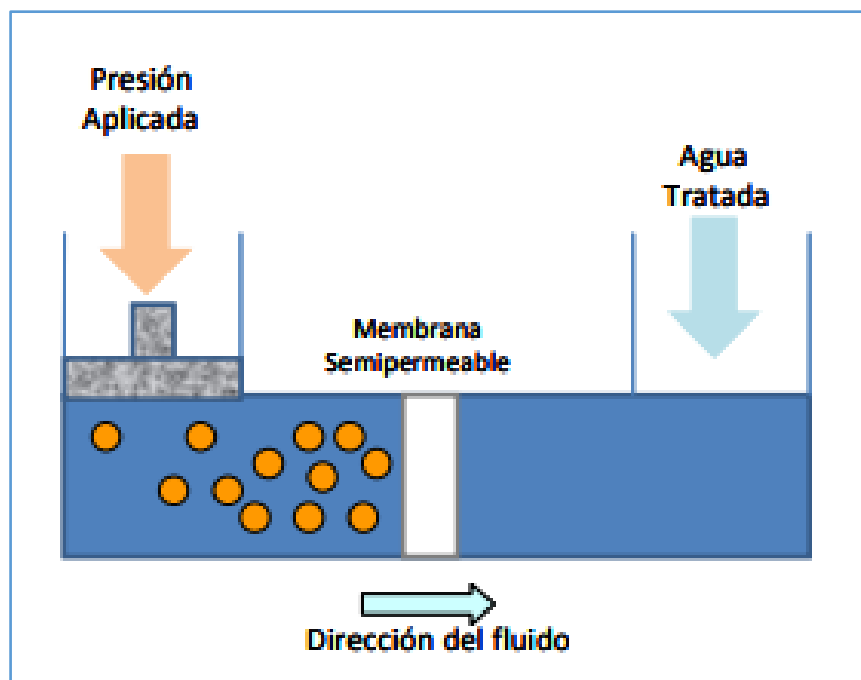 Presión
Aplicada
Agua
Tratada
Membrana
Semipermeable
Dirección del fluido